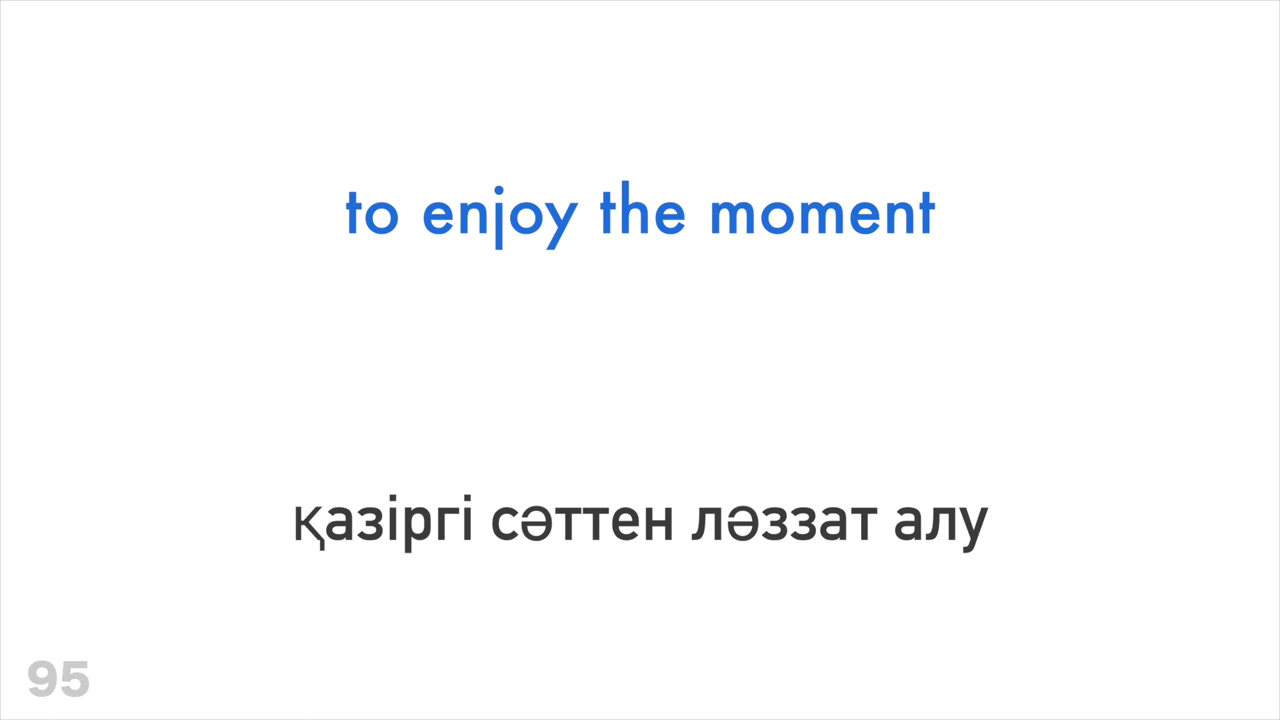 to enjoy the moment
қазіргі сәттен ләззат алу
95